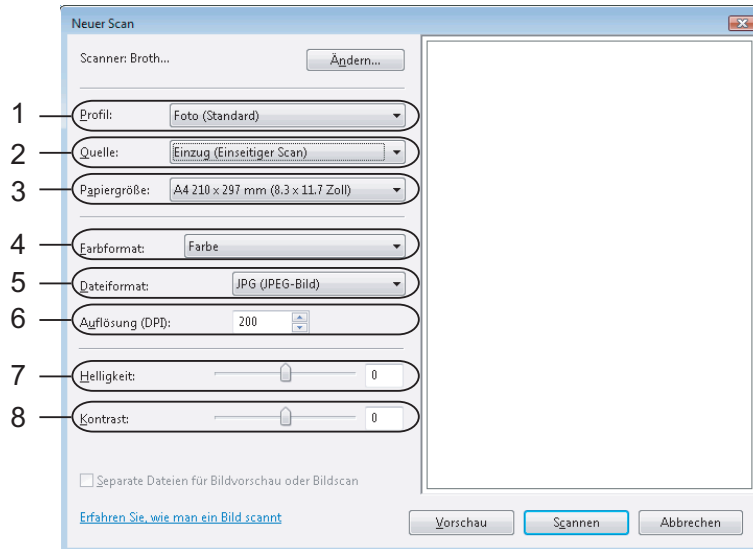 Neuer Scan
Scanner: Broth...
Ändern...
1 Profil: Foto (Standard)
2 Quelle: Einzug (Einseitiger Scan)
3 Papiergröße: A4 210 x 297 mm (8.3 x 11.7 Zoll)
4 Farbformat: Farbe
5 Dateiformat: JPG (JPEG-Bild)
6 Auflösung (DPI): 200
7 Helligkeit: 0
8 Kontrast: 0
Separate Dateien für Bildvorschau oder Bildscan
Erfahren Sie, wie man ein Bild scannt
Vorschau
Scannen
Abbrechen